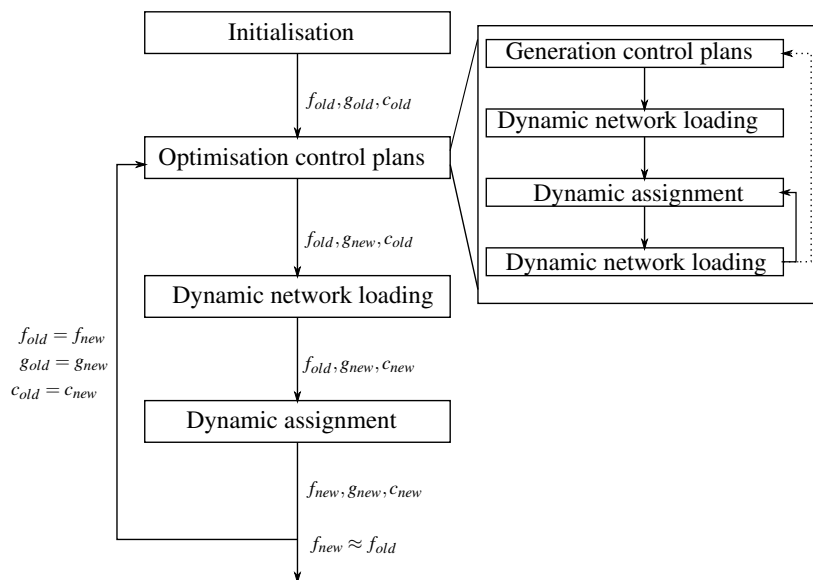 Initialisation
f_old, g_old, c_old
Optimisation control plans
f_old, g_new, c_old
Dynamic network loading
f_old = f_new
g_old = g_new
c_old = c_new
f_old, g_new, c_new
Dynamic assignment
f_new, g_new, c_new
f_new ≈ f_old
Generation control plans
Dynamic network loading
Dynamic assignment
Dynamic network loading